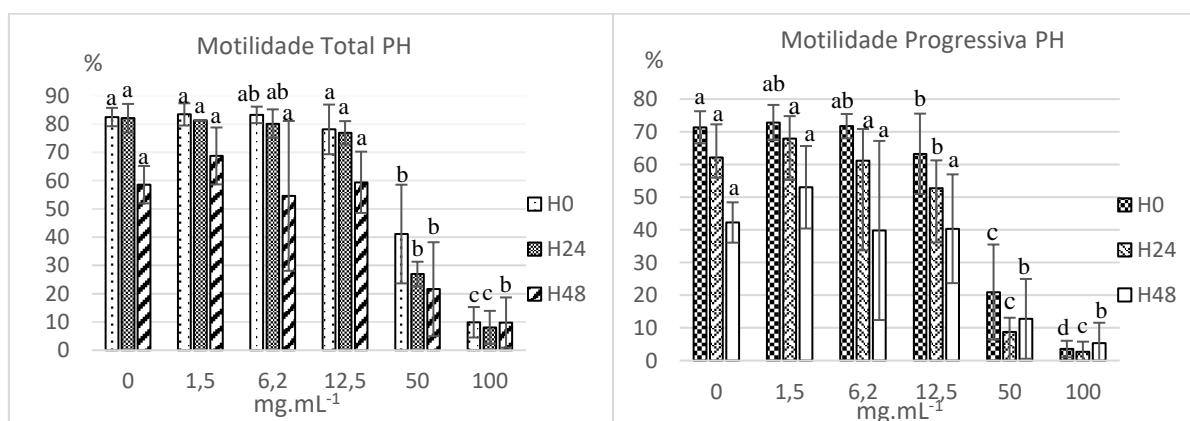 Motilidade Total PH
%
90
80
70
60
50
40
30
20
10
0
a a a
a a a
ab ab a
a a a
b b b
c c b
0 1,5 6,2 12,5 50 100
mg.mL⁻¹
H0
H24
H48
Motilidade Progressiva PH
%
80
70
60
50
40
30
20
10
0
a a a
ab a a
ab a a
b b a
c c b
d c b
0 1,5 6,2 12,5 50 100
mg.mL⁻¹
H0
H24
H48